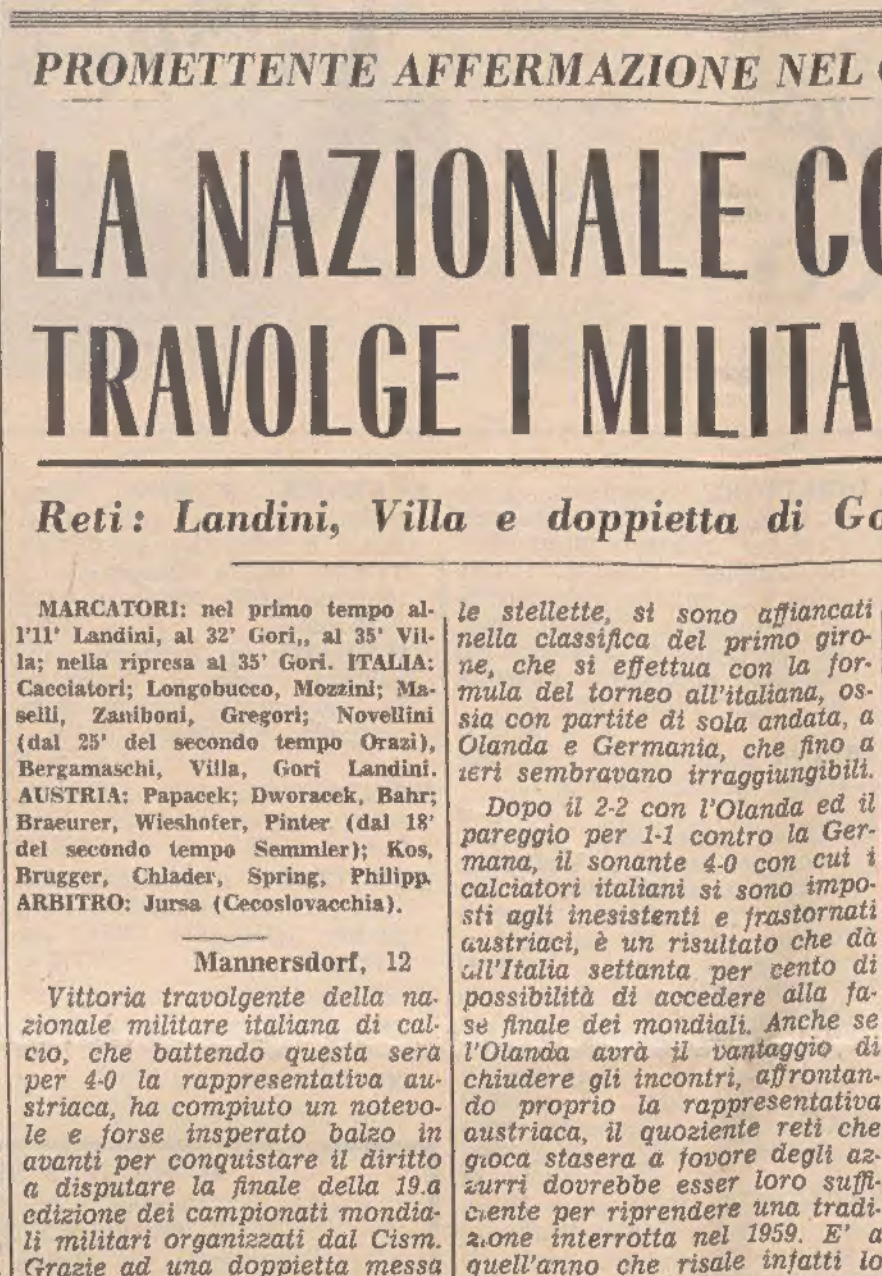 PROMETTENTE AFFERMAZIONE NEL
LA NAZIONALE CO
TRAVOLGE I MILITA
Reti: Landini, Villa e doppietta di Go
MARCATORI: nel primo tempo al-
l'11' Landini, al 32' Gori,, al 35' Vil-
la; nella ripresa al 35' Gori. ITALIA:
Cacciatori; Longobucco, Mozzini; Ma-
selli, Zaniboni, Gregori; Novellini
(dal 25' del secondo tempo Orazi),
Bergamaschi, Villa, Gori Landini.
AUSTRIA: Papacek; Dworacek, Bahr;
Braeurer, Wieshofer, Pinter (dal 18'
del secondo tempo Semmler); Kos,
Brugger, Chlader, Spring, Philipp.
ARBITRO: Jursa (Cecoslovacchia).
Mannersdorf, 12
Vittoria travolgente della na-
zionale militare italiana di cal-
cio, che battendo questa sera
per 4-0 la rappresentativa au-
striaca, ha compiuto un notevo-
le e forse insperato balzo in
avanti per conquistare il diritto
a disputare la finale della 19.a
edizione dei campionati mondia-
li militari organizzati dal Cism.
Grazie ad una doppietta messa
le stellette, si sono affiancati
nella classifica del primo giro-
ne, che si effettua con la for-
mula del torneo all'italiana, os-
sia con partite di sola andata, a
Olanda e Germania, che fino a
ieri sembravano irraggiungibili.
Dopo il 2-2 con l'Olanda ed il
pareggio per 1-1 contro la Ger-
mana, il sonante 4-0 con cui i
calciatori italiani si sono impo-
sti agli inesistenti e frastornati
austriaci, è un risultato che dà
all'Italia settanta per cento di
possibilità di accedere alla fa-
se finale dei mondiali. Anche se
l'Olanda avrà il vantaggio di
chiudere gli incontri, affrontan-
do proprio la rappresentativa
austriaca, il quoziente reti che
gioca stasera a fovore degli az-
zurri dovrebbe esser loro suffi-
ciente per riprendere una tradi-
zione interrotta nel 1959. E' a
quell'anno che risale infatti lo